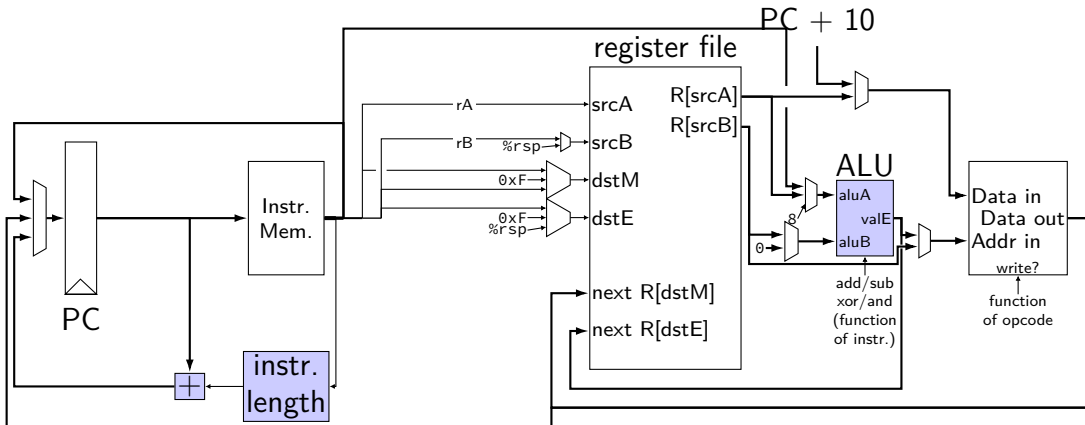 PC + 10
register file
rA
srcA
R[srcA]
R[srcB]
rB
%rsp
srcB
0xF
dstM
0xF
%rsp
dstE
Instr.
Mem.
ALU
aluA
valE
aluB
8
0
Data in
Data out
Addr in
write?
function
of opcode
add/sub
xor/and
(function
of instr.)
next R[dstM]
next R[dstE]
PC
+
instr.
length